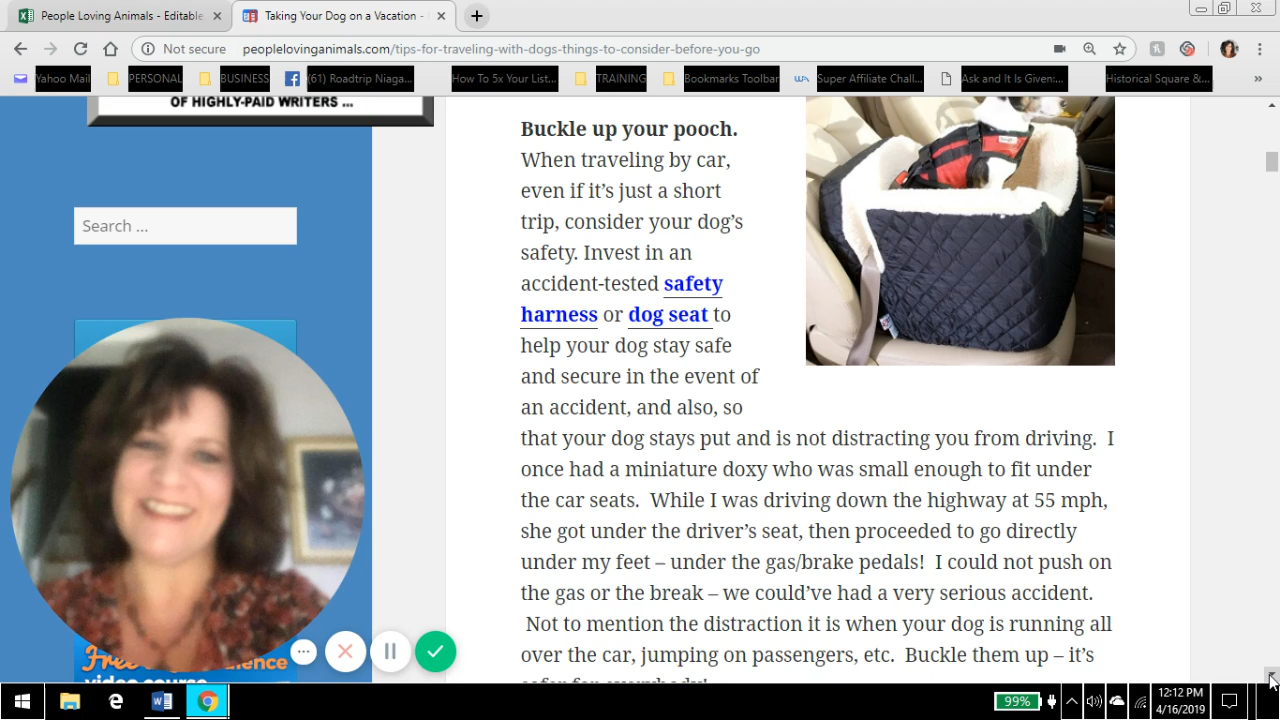 People Loving Animals - Editable
Taking Your Dog on a Vacation -
Not secure
peoplelovinganimals.com/tips-for-traveling-with-dogs-things-to-consider-before-you-go
Yahoo Mail
PERSONAL
BUSINESS
(61) Roadtrip Niaga...
How To 5x Your List...
TRAINING
Bookmarks Toolbar
Super Affiliate Chall...
Ask and It Is Given:...
Historical Square &...
»
OF HIGHLY-PAID WRITERS ...
Search ...
Buckle up your pooch.
When traveling by car,
even if it's just a short
trip, consider your dog's
safety. Invest in an
accident-tested safety
harness or dog seat to
help your dog stay safe
and secure in the event of
an accident, and also, so
that your dog stays put and is not distracting you from driving. I
once had a miniature doxy who was small enough to fit under
the car seats. While I was driving down the highway at 55 mph,
she got under the driver's seat, then proceeded to go directly
under my feet – under the gas/brake pedals! I could not push on
the gas or the break – we could've had a very serious accident.
Not to mention the distraction it is when your dog is running all
over the car, jumping on passengers, etc. Buckle them up – it's
safer for everybody!
Free
video course
99%
12:12 PM
4/16/2019